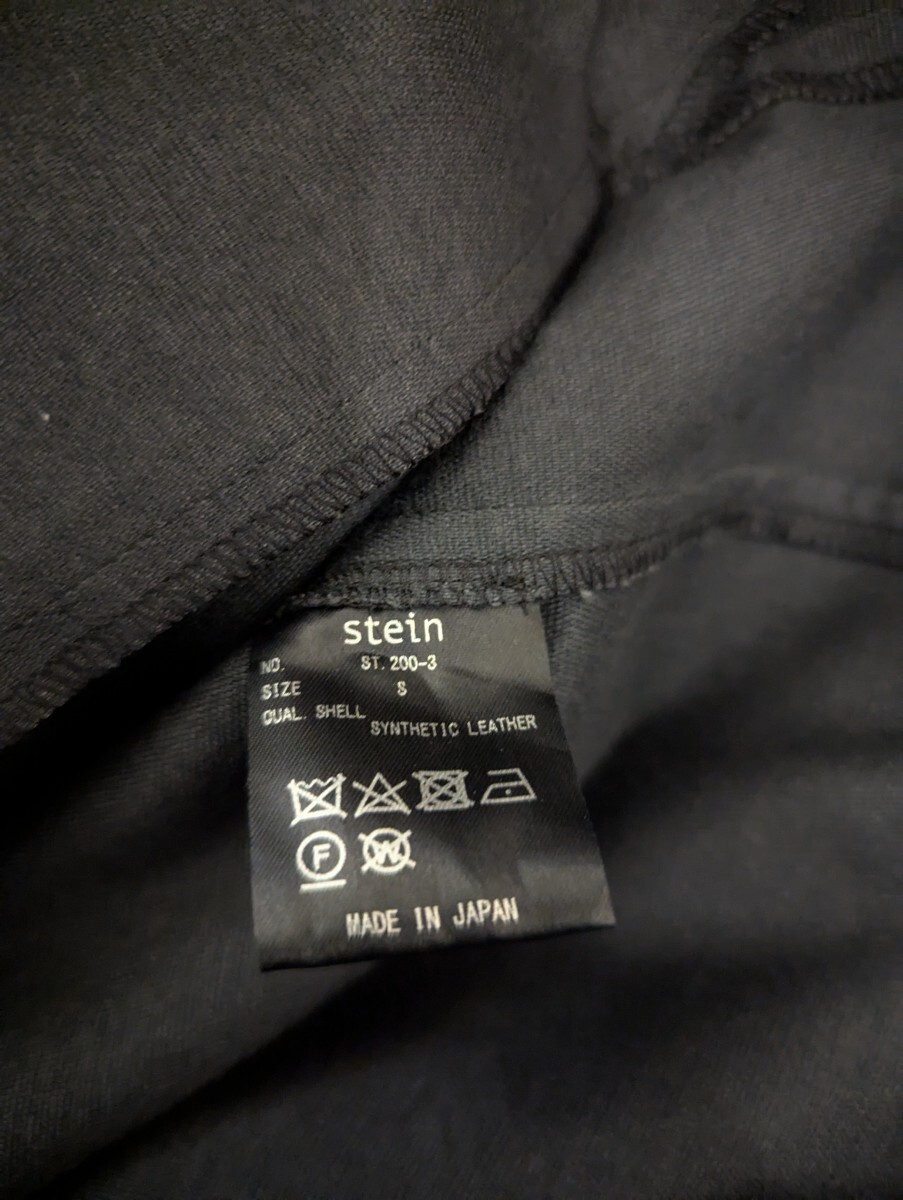 stein
NO. ST.200-3
SIZE S
QUAL. SHELL
SYNTHETIC LEATHER
F W
MADE IN JAPAN